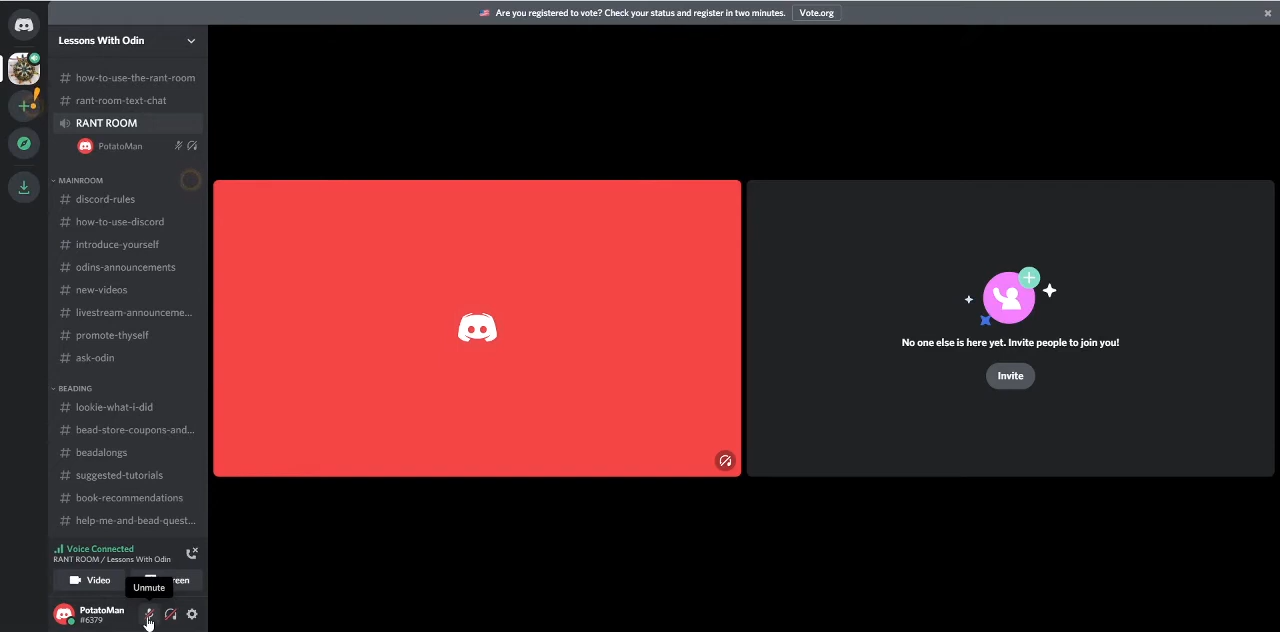 Are you registered to vote? Check your status and register in two minutes. Vote.org
Lessons With Odin
# how-to-use-the-rant-room
# rant-room-text-chat
RANT ROOM
PotatoMan
MAINROOM
# discord-rules
# how-to-use-discord
# introduce-yourself
# odins-announcements
# new-videos
# livestream-announceme...
# promote-thyself
# ask-odin
BEADING
# lookie-what-i-did
# bead-store-coupons-and...
# beadalongs
# suggested-tutorials
# book-recommendations
# help-me-and-bead-quest...
Voice Connected
RANT ROOM / Lessons With Odin
Video
Unmute
PotatoMan
#6379
No one else is here yet. Invite people to join you!
Invite